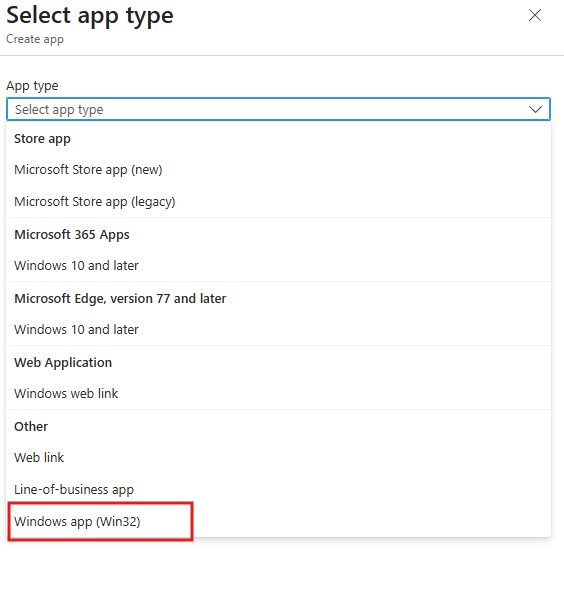 Select app type
Create app
App type
Select app type
Store app
Microsoft Store app (new)
Microsoft Store app (legacy)
Microsoft 365 Apps
Windows 10 and later
Microsoft Edge, version 77 and later
Windows 10 and later
Web Application
Windows web link
Other
Web link
Line-of-business app
Windows app (Win32)